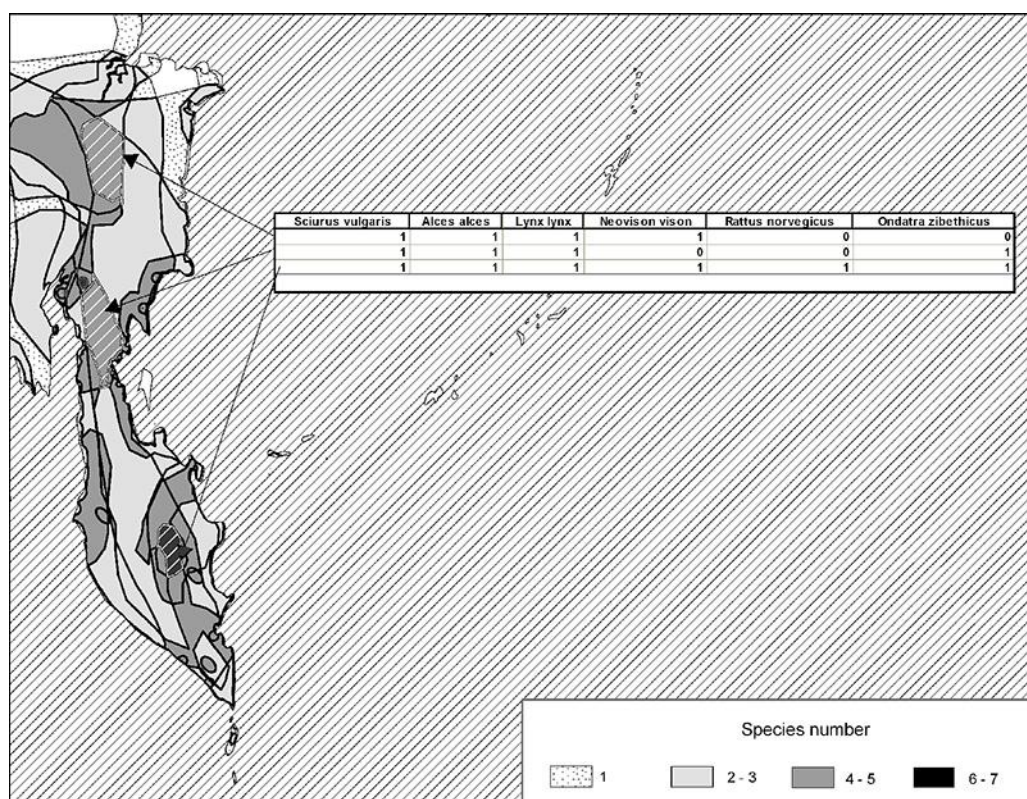 Sciurus vulgaris Alces alces Lynx lynx Neovison vison Rattus norvegicus Ondatra zibethicus
1 1 1 1 0 0
1 1 1 0 0 1
1 1 1 1 1 1
Species number
1 2 - 3 4 - 5 6 - 7